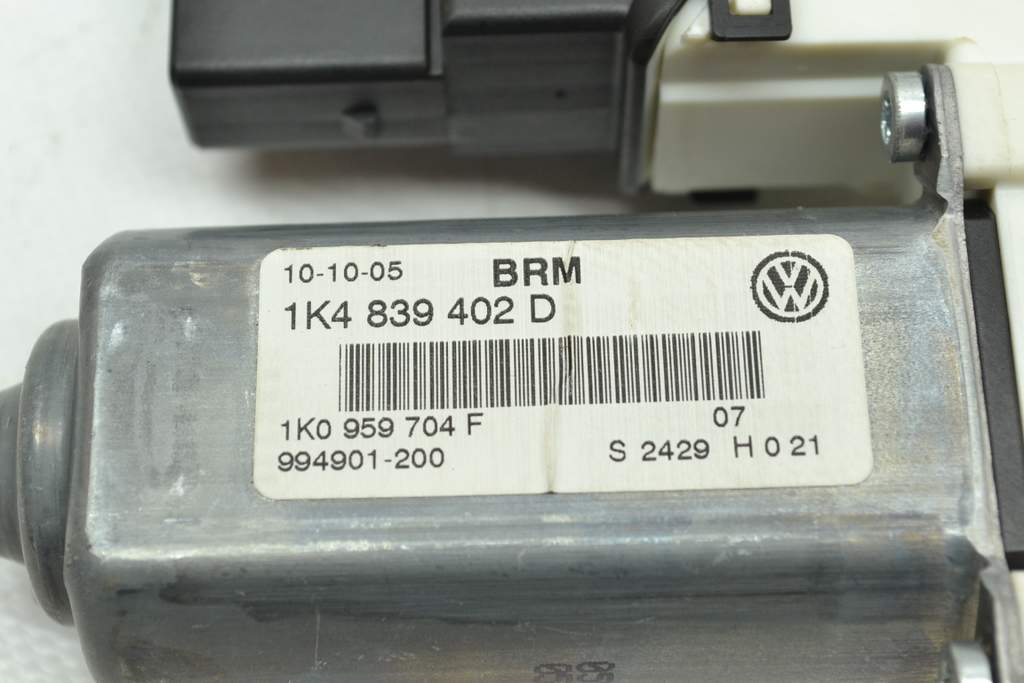 10-10-05 BRM
1K4 839 402 D
1K0 959 704 F 07
994901-200 S 2429 H 0 21